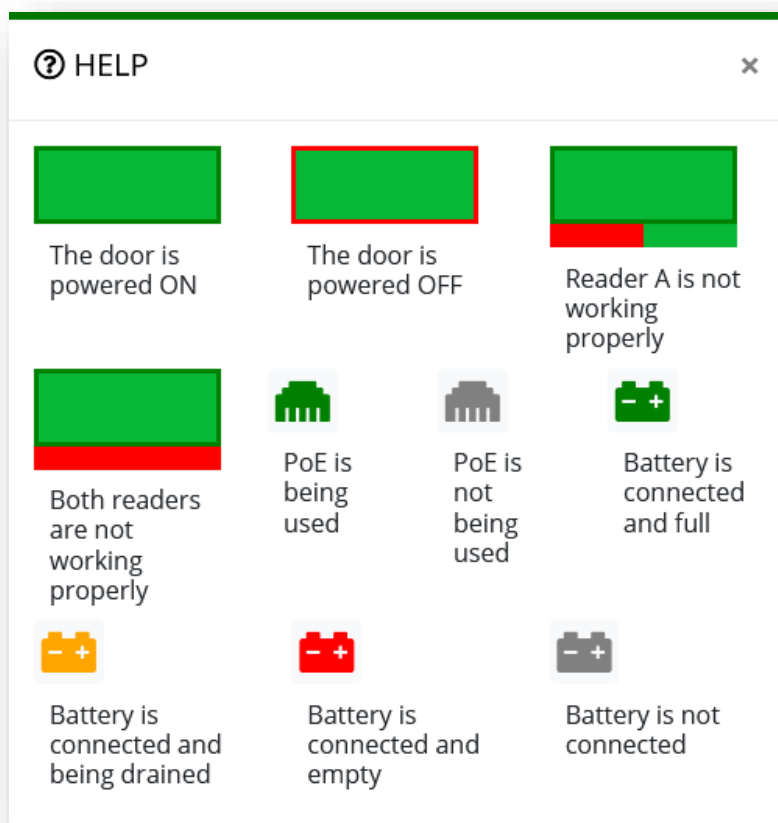 HELP
×
The door is
powered ON
The door is
powered OFF
Reader A is not
working
properly
Both readers
are not
working
properly
PoE is
being
used
PoE is
not
being
used
Battery is
connected
and full
Battery is
connected and
being drained
Battery is
connected and
empty
Battery is not
connected